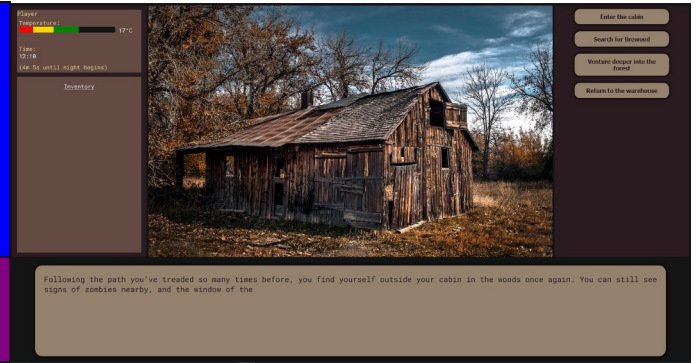 Player
Temperature:
17°C
Time:
12:10
(4m 5s until night begins)
Inventory
Enter the cabin
Search for firewood
Venture deeper into the
forest
Return to the warehouse
Following the path you've treaded so many times before, you find yourself outside your cabin in the woods once again. You can still see
signs of zombies nearby, and the window of the